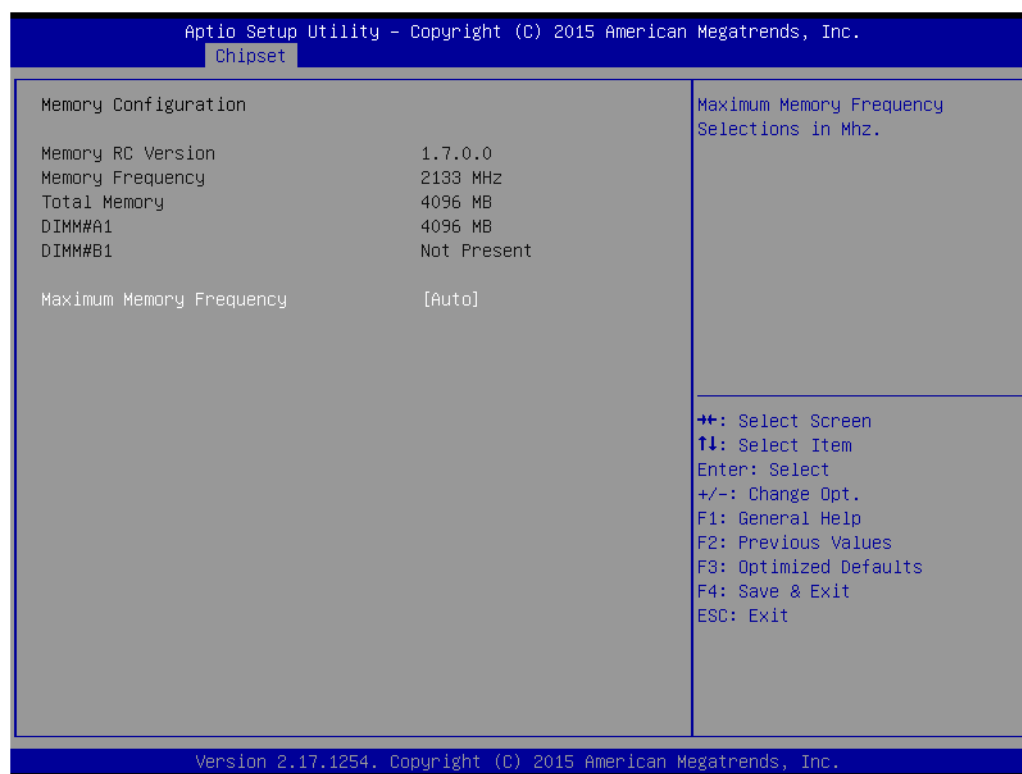 Aptio Setup Utility – Copyright (C) 2015 American Megatrends, Inc.
Chipset
Memory Configuration
Memory RC Version 1.7.0.0
Memory Frequency 2133 MHz
Total Memory 4096 MB
DIMM#A1 4096 MB
DIMM#B1 Not Present
Maximum Memory Frequency [Auto]
Maximum Memory Frequency
Selections in Mhz.
→←: Select Screen
↑↓: Select Item
Enter: Select
+/-: Change Opt.
F1: General Help
F2: Previous Values
F3: Optimized Defaults
F4: Save & Exit
ESC: Exit
Version 2.17.1254. Copyright (C) 2015 American Megatrends, Inc.